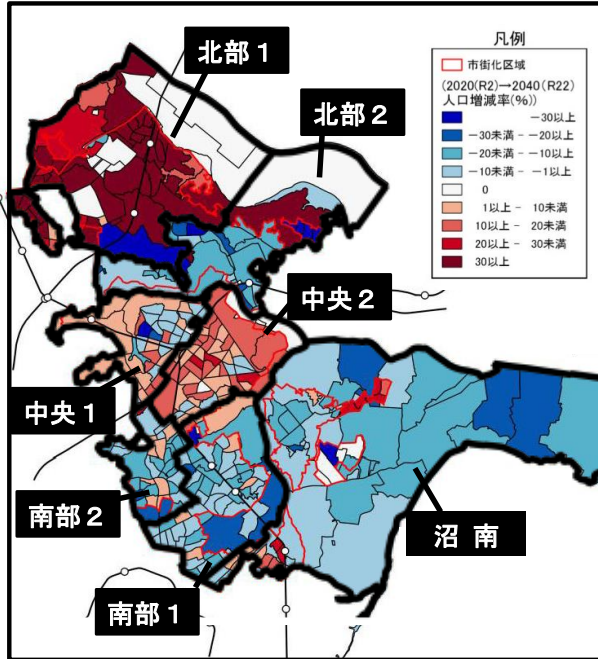 凡例
市街化区域
(2020(R2)→2040(R22)
人口増減率(%))
－30以上
－30未満－－20以上
－20未満－－10以上
－10未満－－1以上
0
1以上－ 10未満
10以上－ 20未満
20以上－ 30未満
30以上
北部１
北部２
中央２
中央１
南部２
沼 南
南部１